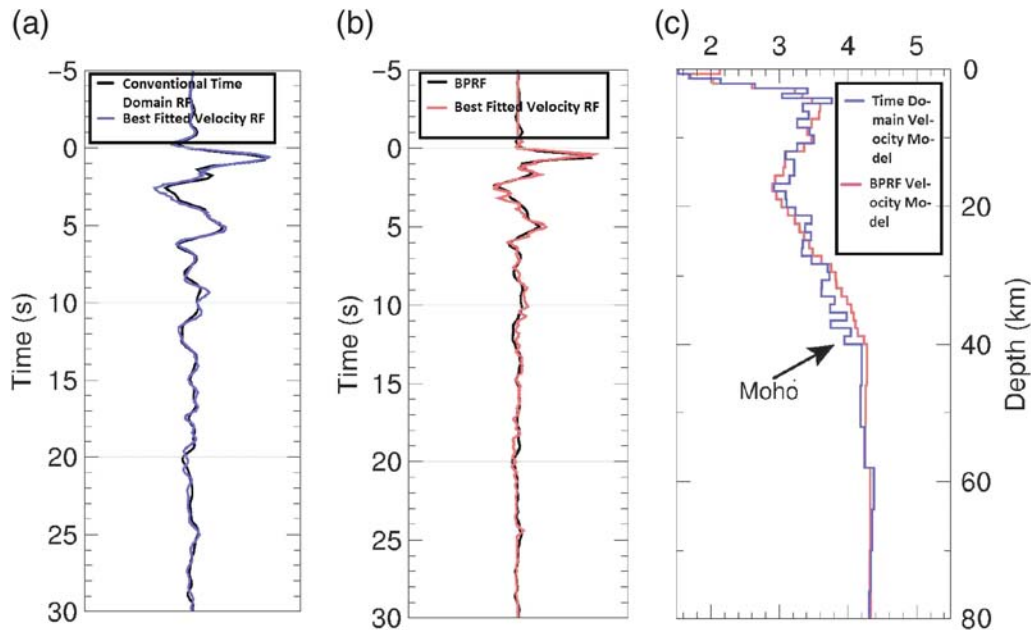 (a)
(b)
(c)
2 3 4 5
−5
0
5
10
15
20
25
30
Time (s)
Conventional Time
Domain RF
Best Fitted Velocity RF
−5
0
5
10
15
20
25
30
Time (s)
BPRF
Best Fitted Velocity RF
Time Do-
main Vel-
ocity Mo-
del
BPRF Vel-
ocity Mo-
del
Moho
0
20
40
60
80
Depth (km)